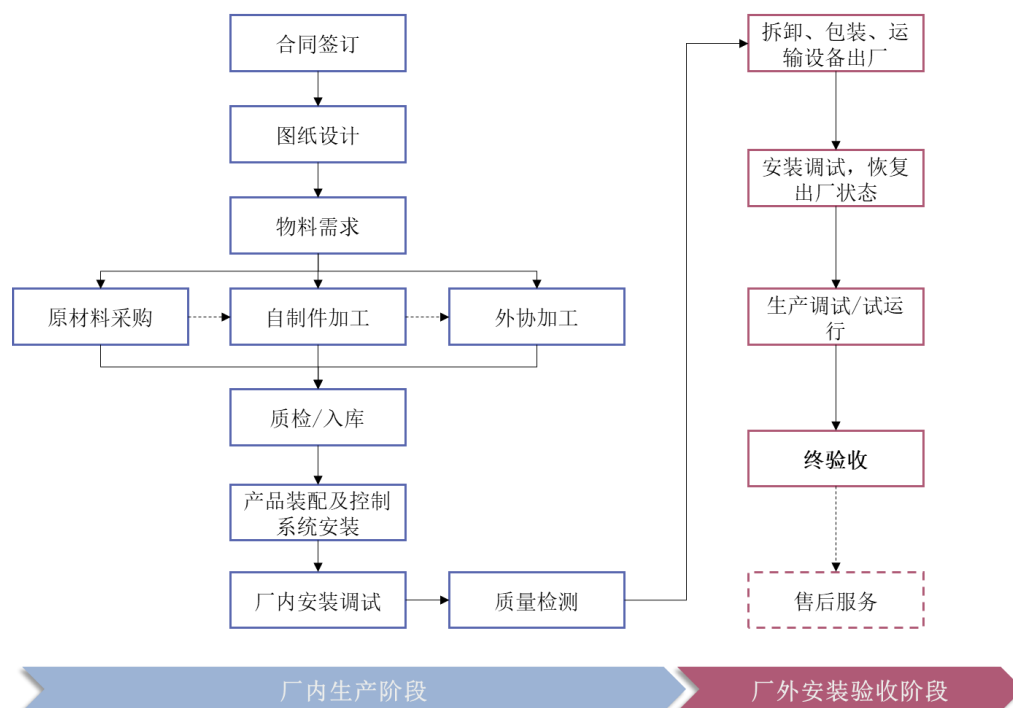 合同签订
图纸设计
物料需求
原材料采购
自制件加工
外协加工
质检/入库
产品装配及控制
系统安装
厂内安装调试
质量检测
拆卸、包装、运
输设备出厂
安装调试，恢复
出厂状态
生产调试/试运
行
终验收
售后服务
厂内生产阶段
厂外安装验收阶段